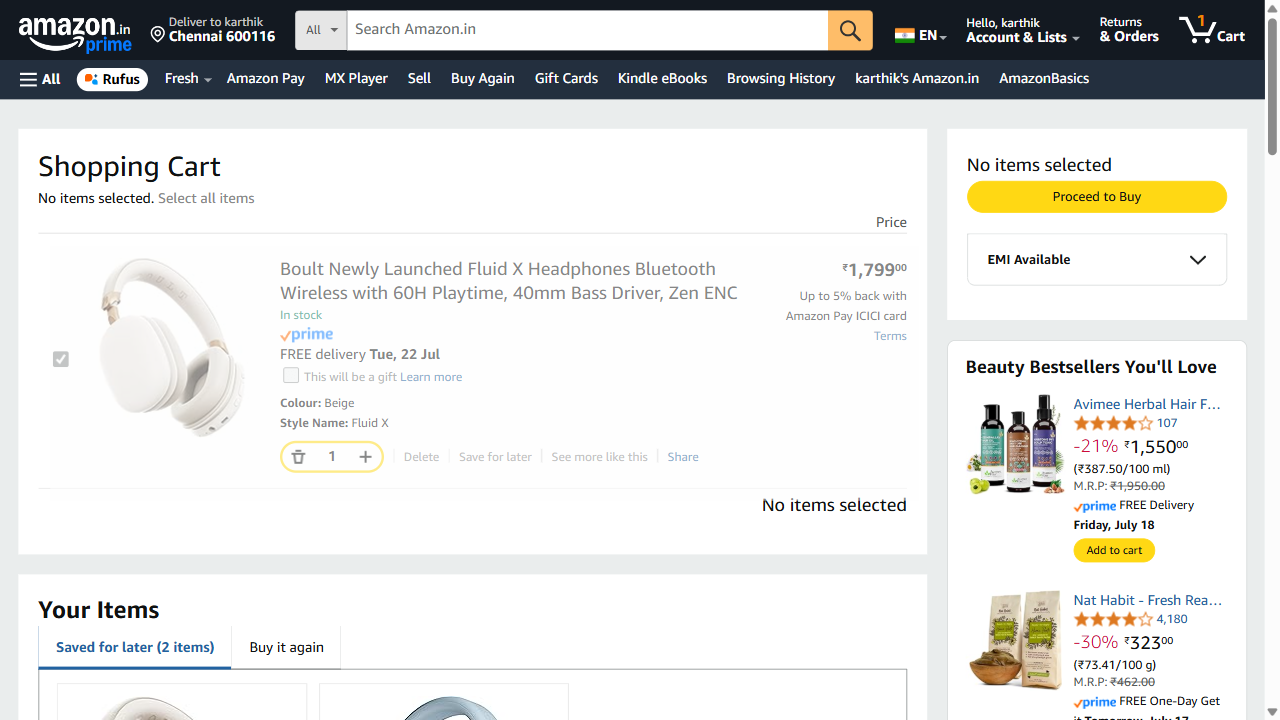 amazon.in
prime
Deliver to karthik
Chennai 600116
All
Search Amazon.in
EN
Hello, karthik
Account & Lists
Returns
& Orders
1
Cart
All
Rufus
Fresh
Amazon Pay
MX Player
Sell
Buy Again
Gift Cards
Kindle eBooks
Browsing History
karthik's Amazon.in
AmazonBasics
Shopping Cart
No items selected. Select all items
Price
Boult Newly Launched Fluid X Headphones Bluetooth
Wireless with 60H Playtime, 40mm Bass Driver, Zen ENC
₹1,79900
In stock
prime
Up to 5% back with
Amazon Pay ICICI card
Terms
FREE delivery Tue, 22 Jul
This will be a gift Learn more
Colour: Beige
Style Name: Fluid X
1
Delete
Save for later
See more like this
Share
No items selected
Your Items
Saved for later (2 items)
Buy it again
No items selected
Proceed to Buy
EMI Available
Beauty Bestsellers You'll Love
Avimee Herbal Hair F...
107
-21% ₹1,55000
(₹387.50/100 ml)
M.R.P: ₹1,950.00
prime FREE Delivery
Friday, July 18
Add to cart
Nat Habit - Fresh Rea...
4,180
-30% ₹32300
(₹73.41/100 g)
M.R.P: ₹462.00
prime FREE One-Day Get
it Tomorrow, July 17